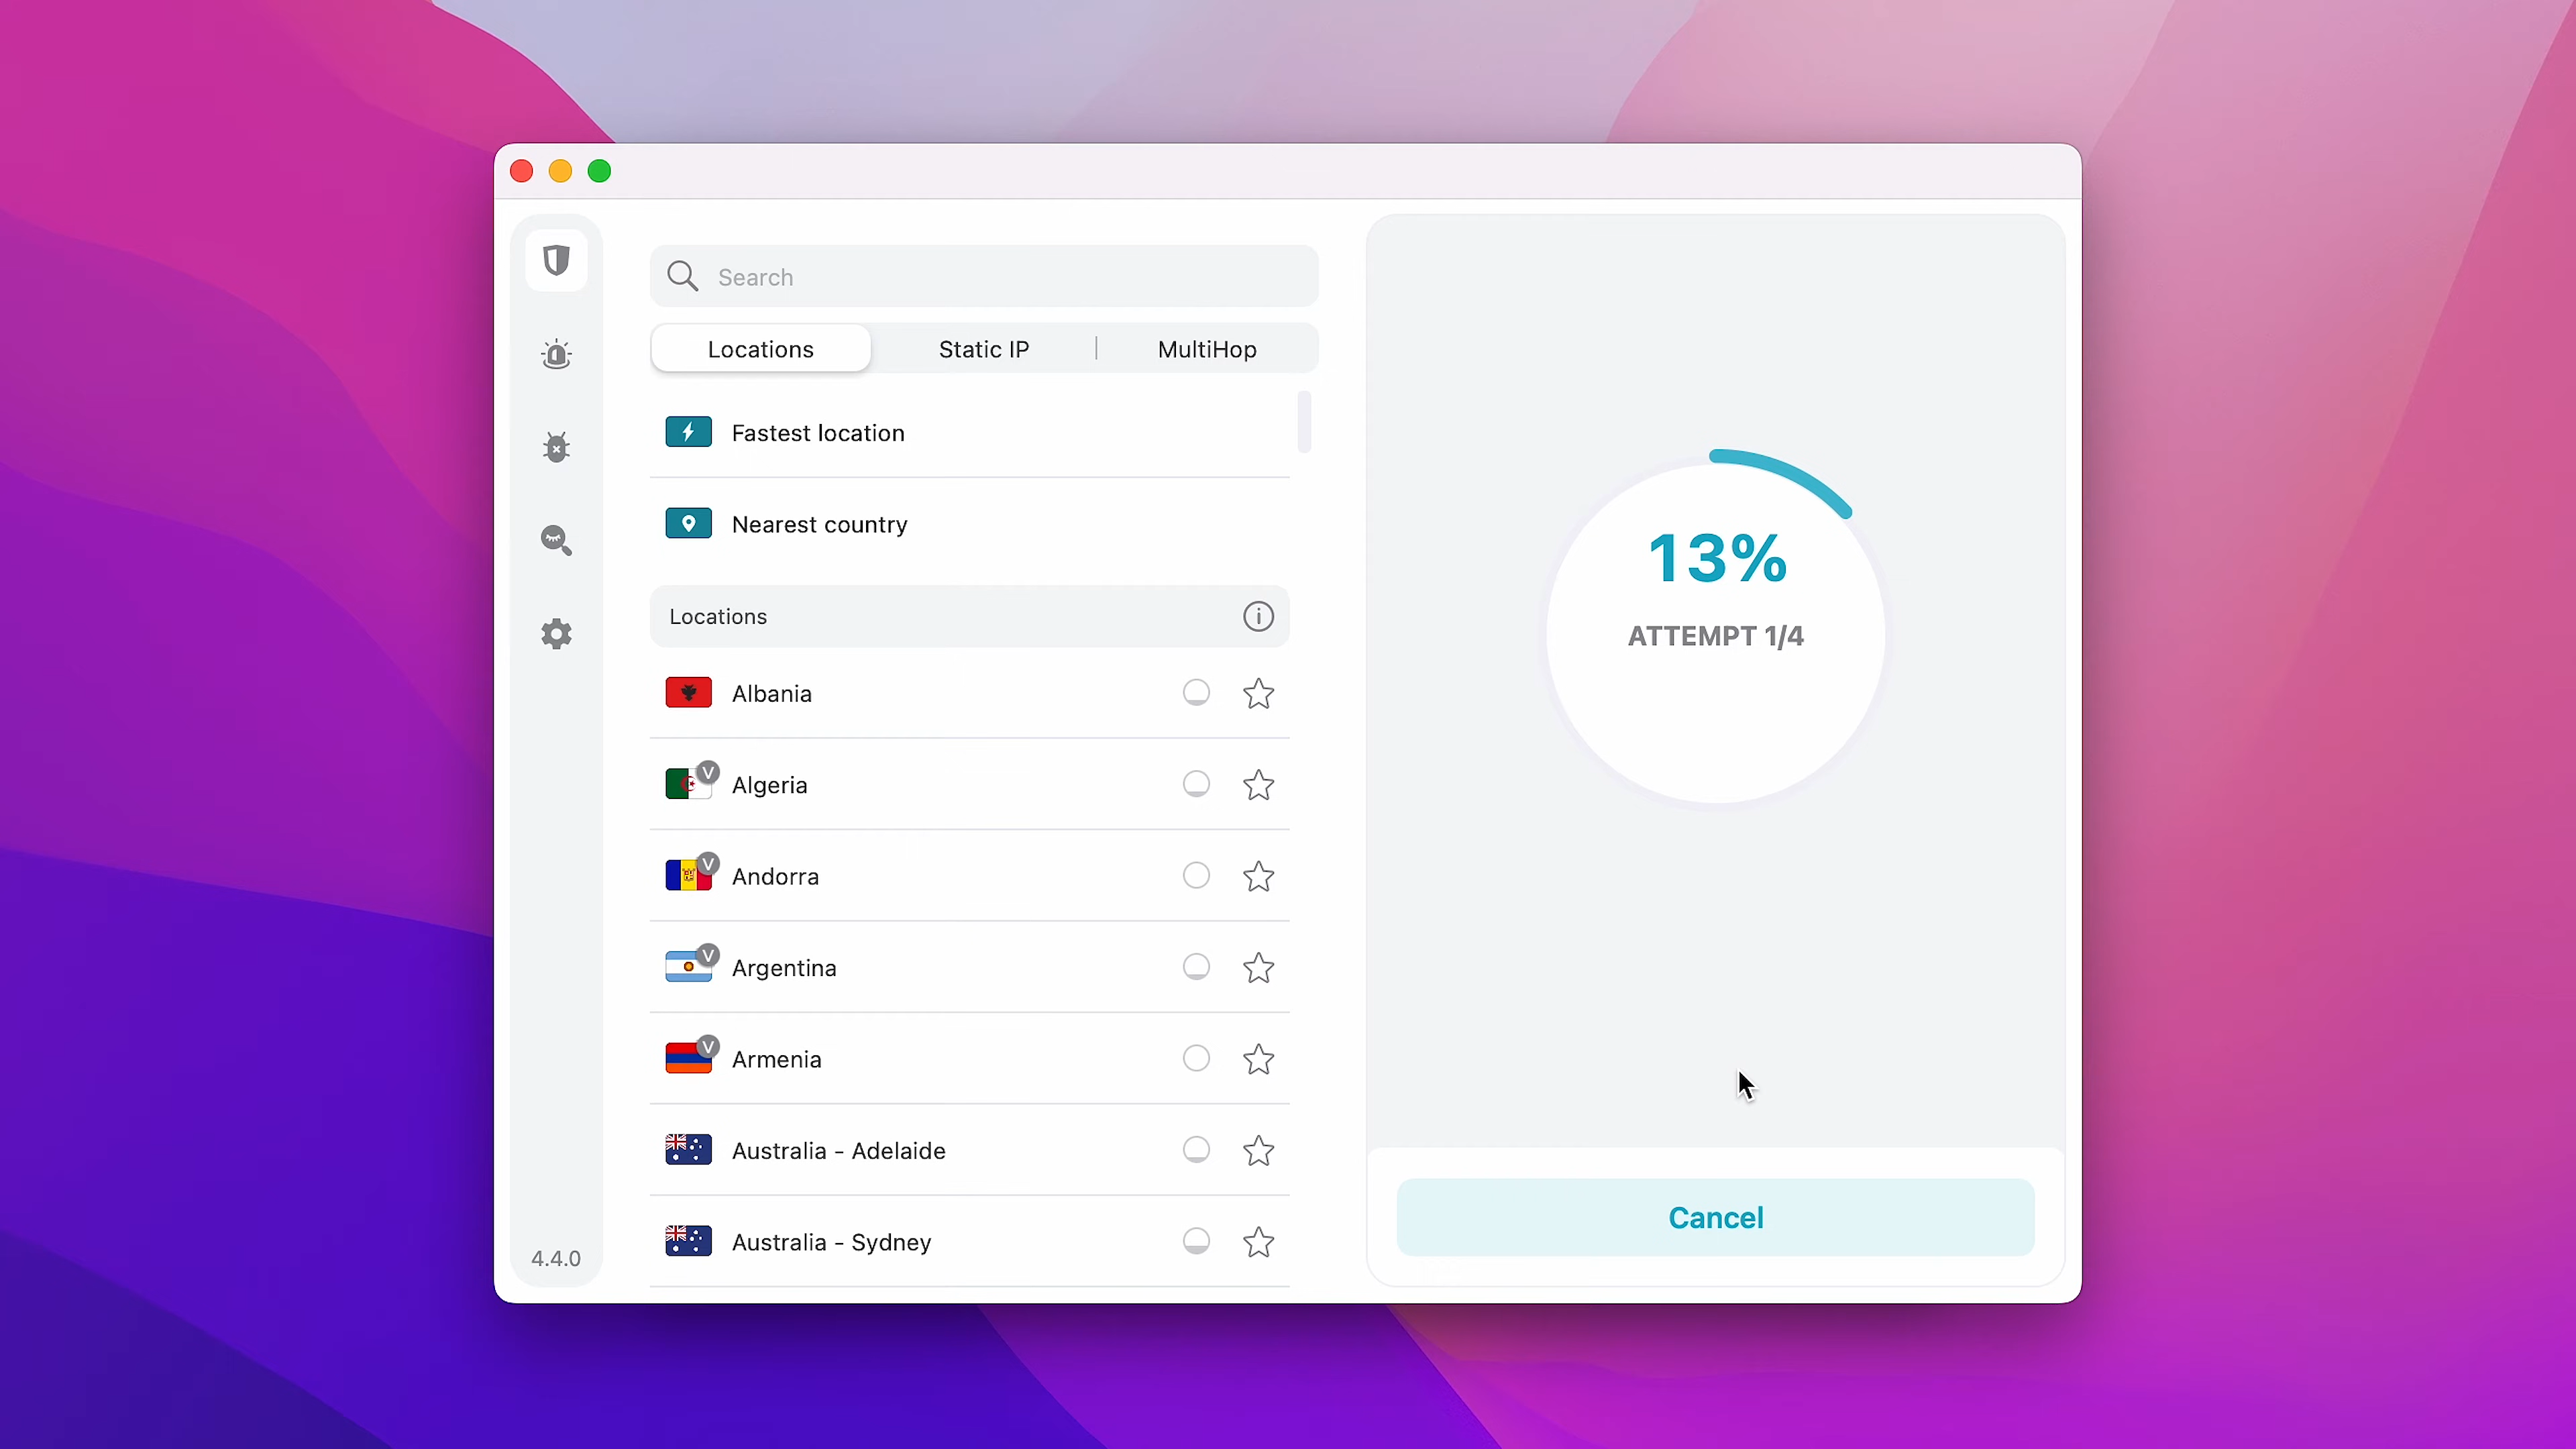 Search
Locations
Static IP
MultiHop
Fastest location
Nearest country
Locations
Albania
V
Algeria
V
Andorra
V
Argentina
V
Armenia
Australia - Adelaide
Australia - Sydney
4.4.0
13%
ATTEMPT 1/4
Cancel